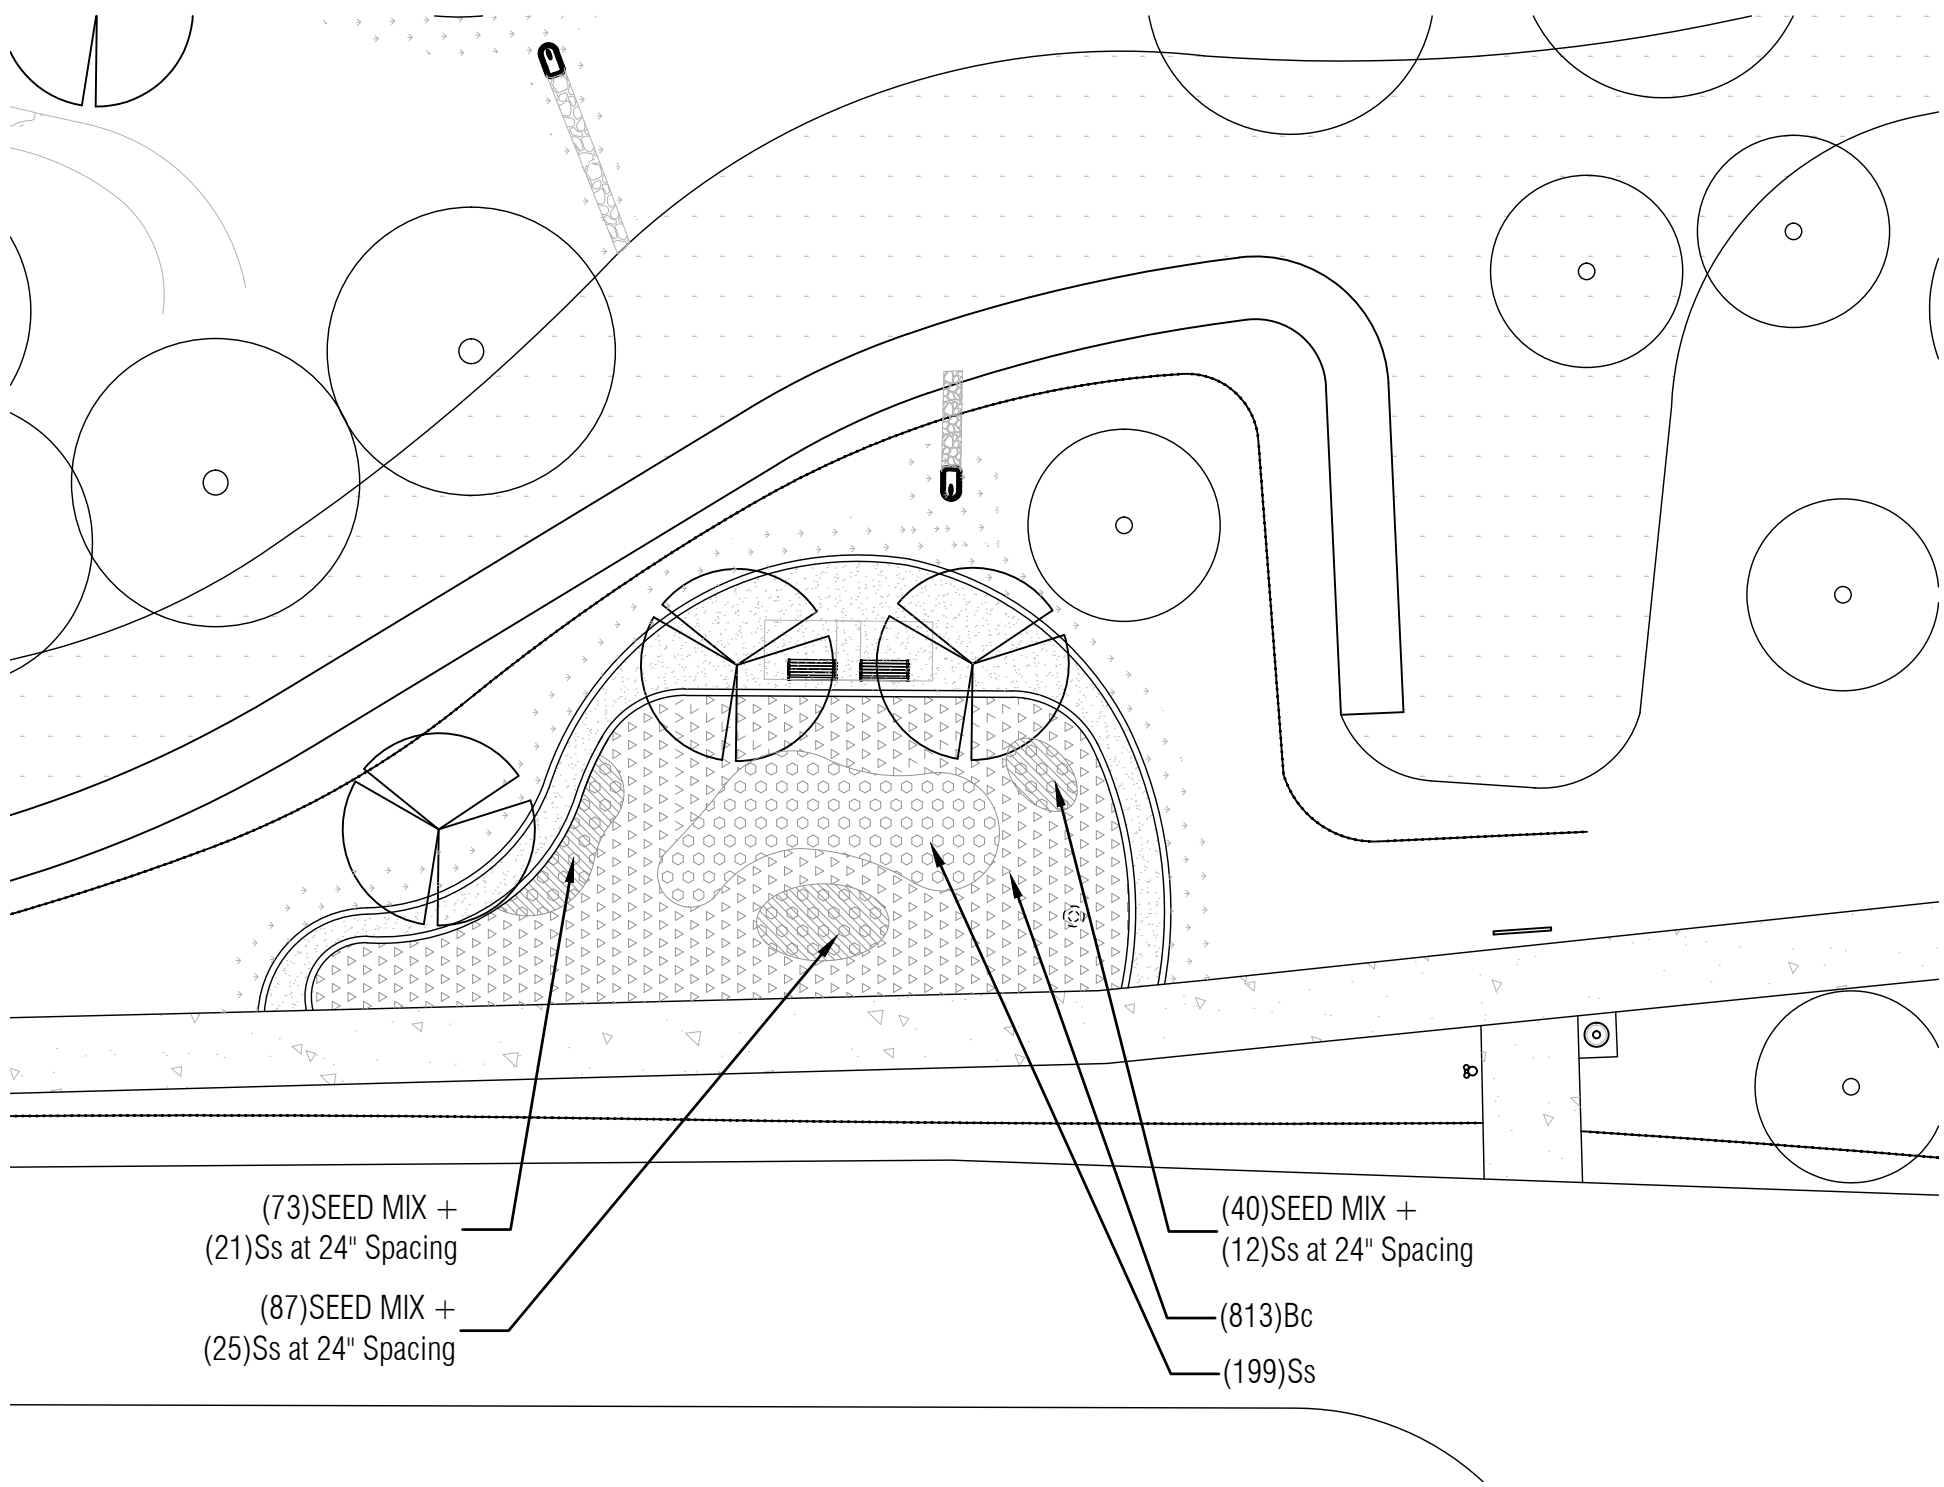 (73)SEED MIX +
(21)Ss at 24" Spacing
(87)SEED MIX +
(25)Ss at 24" Spacing
(40)SEED MIX +
(12)Ss at 24" Spacing
(813)Bc
(199)Ss